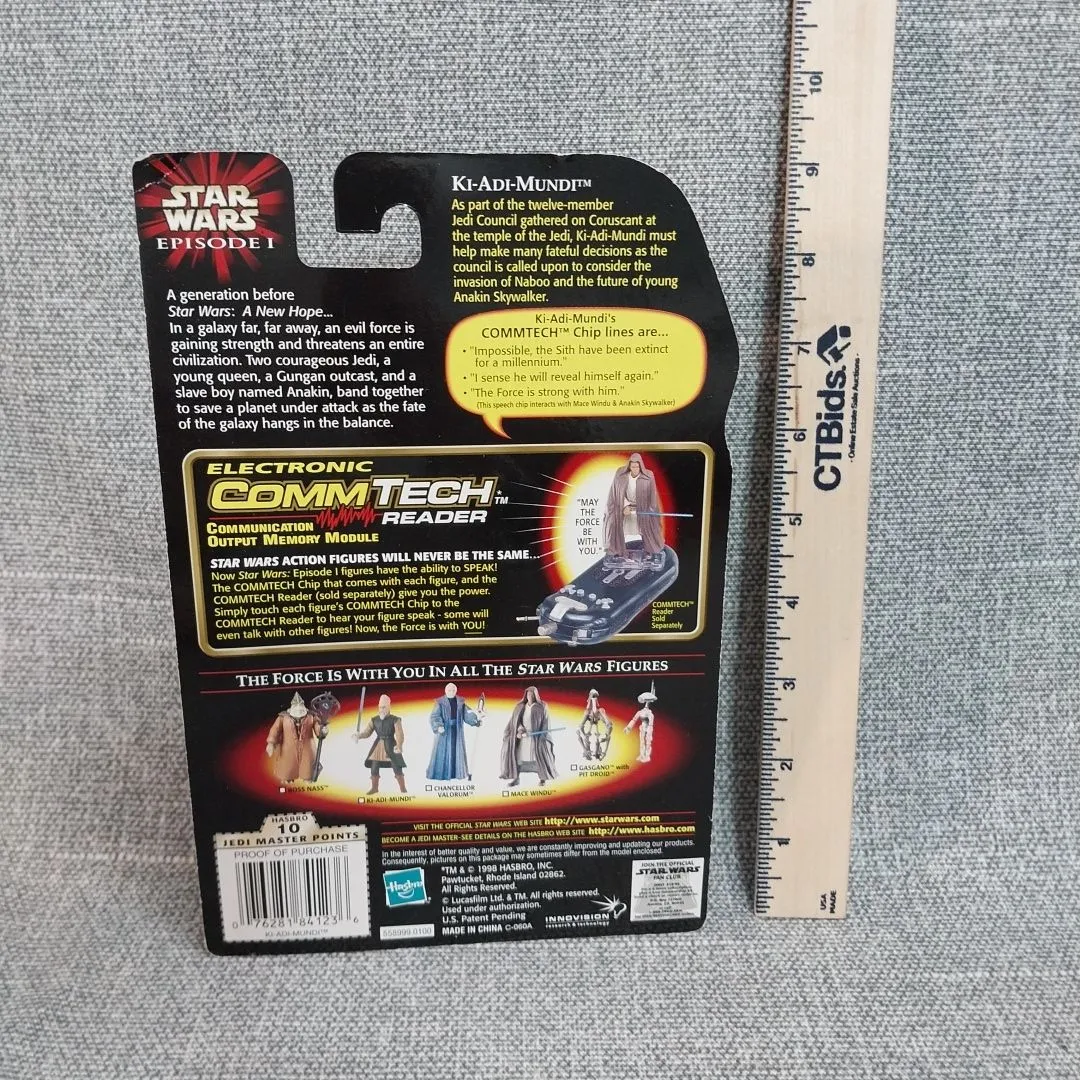 STAR
WARS
EPISODE I
A generation before
Star Wars: A New Hope...
In a galaxy far, far away, an evil force is
gaining strength and threatens an entire
civilization. Two courageous Jedi, a
young queen, a Gungan outcast, and a
slave boy named Anakin, band together
to save a planet under attack as the fate
of the galaxy hangs in the balance.
KI-ADI-MUNDI™
As part of the twelve-member
Jedi Council gathered on Coruscant at
the temple of the Jedi, Ki-Adi-Mundi must
help make many fateful decisions as the
council is called upon to consider the
invasion of Naboo and the future of young
Anakin Skywalker.
Ki-Adi-Mundi's
COMMTECH™ Chip lines are...
• "Impossible, the Sith have been extinct
for a millennium."
• "I sense he will reveal himself again."
• "The Force is strong with him."
(This speech chip interacts with Mace Windu & Anakin Skywalker)
ELECTRONIC
COMMTECH™*
READER
COMMUNICATION
OUTPUT MEMORY MODULE
STAR WARS ACTION FIGURES WILL NEVER BE THE SAME...
Now Star Wars: Episode I figures have the ability to SPEAK!
The COMMTECH Chip that comes with each figure, and the
COMMTECH Reader (sold separately) give you the power.
Simply touch each figure's COMMTECH Chip to the
COMMTECH Reader to hear your figure speak - some will
even talk with other figures! Now, the Force is with YOU!
"MAY
THE
FORCE
BE
WITH
YOU."
COMMTECH™
Reader
Sold
Separately
THE FORCE IS WITH YOU IN ALL THE STAR WARS FIGURES
BOSS NASS™
KI-ADI-MUNDI™
CHANCELLOR
VALORUM™
MACE WINDU™
GASGANO™ with
PIT DROID™
HASBRO
10
JEDI MASTER POINTS
PROOF OF PURCHASE
0 76281 84123 6
KI-ADI-MUNDI™
VISIT THE OFFICIAL STAR WARS WEB SITE http://www.starwars.com
BECOME A JEDI MASTER-SEE DETAILS ON THE HASBRO WEB SITE http://www.hasbro.com
In the interest of better quality and value, we are constantly improving and updating our products.
Consequently, pictures on this package may sometimes differ from the model enclosed.
Hasbro
*TM & © 1998 HASBRO, INC.
Pawtucket, Rhode Island 02862.
All Rights Reserved.
© Lucasfilm Ltd. & TM. All rights reserved.
Used under authorization.
U.S. Patent Pending
MADE IN CHINA C-060A
558999.0100
INNOVISION
research & technology
JOIN THE OFFICIAL
STAR WARS
FAN CLUB
10
9
8
7
6
5
4
3
2
1
CTBids.
Online Estate Sale Auctions
USA
MADE